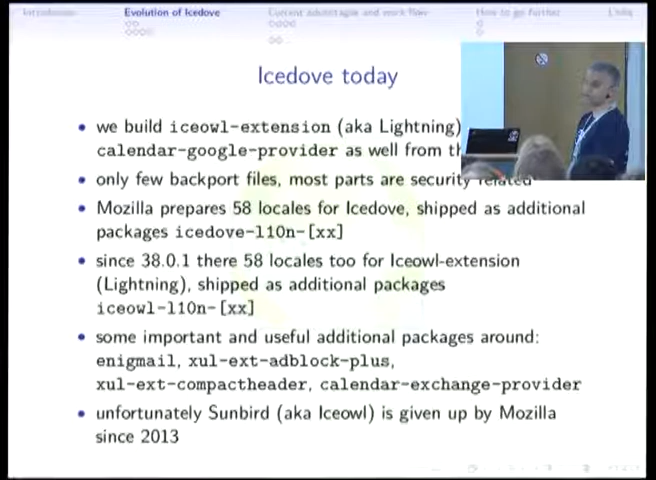 Introduction Evolution of Icedove Current advantages and work flow How to go further Links
Icedove today
• we build iceowl-extension (aka Lightning)
calendar-google-provider as well from
• only few backport files, most parts are security related
• Mozilla prepares 58 locales for Icedove, shipped as additional
packages icedove-l10n-[xx]
• since 38.0.1 there 58 locales too for Iceowl-extension
(Lightning), shipped as additional packages
iceowl-l10n-[xx]
• some important and useful additional packages around:
enigmail, xul-ext-adblock-plus,
xul-ext-compactheader, calendar-exchange-provider
• unfortunately Sunbird (aka Iceowl) is given up by Mozilla
since 2013